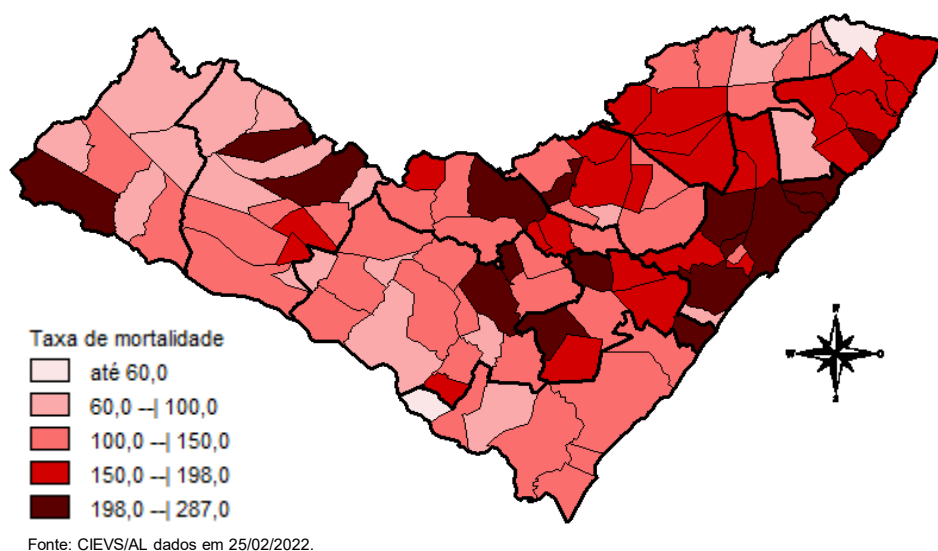 Taxa de mortalidade
até 60,0
60,0 --| 100,0
100,0 --| 150,0
150,0 --| 198,0
198,0 --| 287,0
Fonte: CIEVS/AL dados em 25/02/2022.